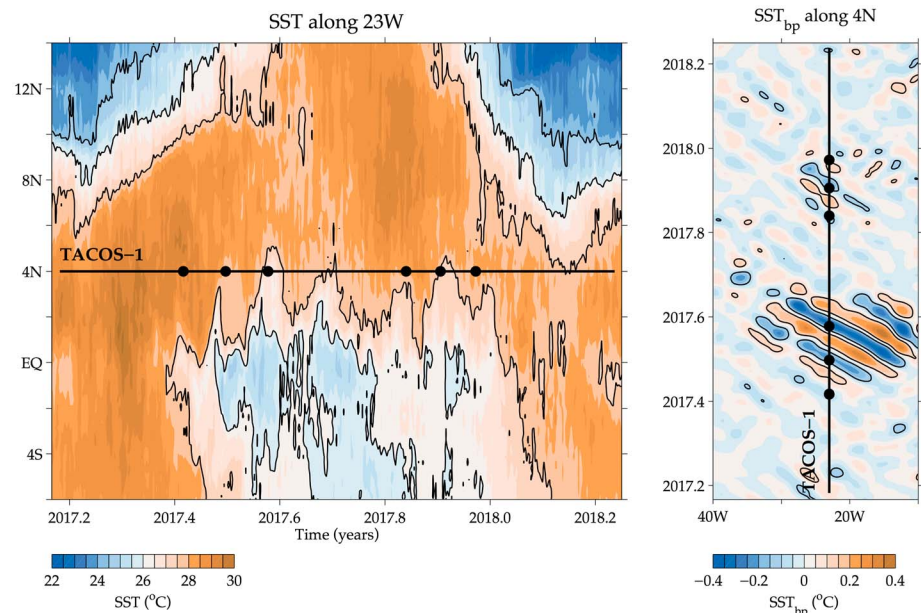 SST along 23W
12N
8N
4N
EQ
4S
TACOS–1
2017.2 2017.4 2017.6 2017.8 2018.0 2018.2
Time (years)
22 24 26 28 30
SST (°C)
SSTbp along 4N
2018.2
2018.0
2017.8
2017.6
2017.4
2017.2
TACOS–1
40W 20W
−0.4 −0.2 0 0.2 0.4
SSTbp (°C)